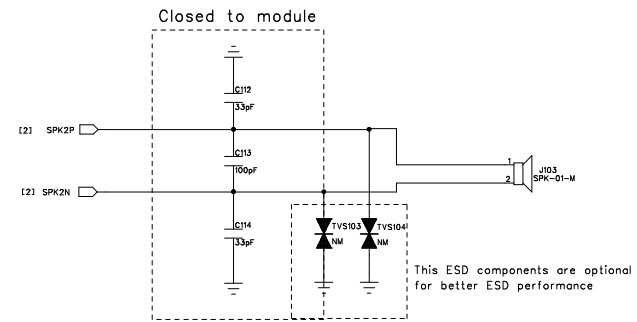 Closed to module
C112
33pF
[2] SPK2P
C113
100pF
1
2
J103
SPK-01-M
[2] SPK2N
C114
33pF
TVS103
NM
TVS104
NM
This ESD components are optional
for better ESD performance